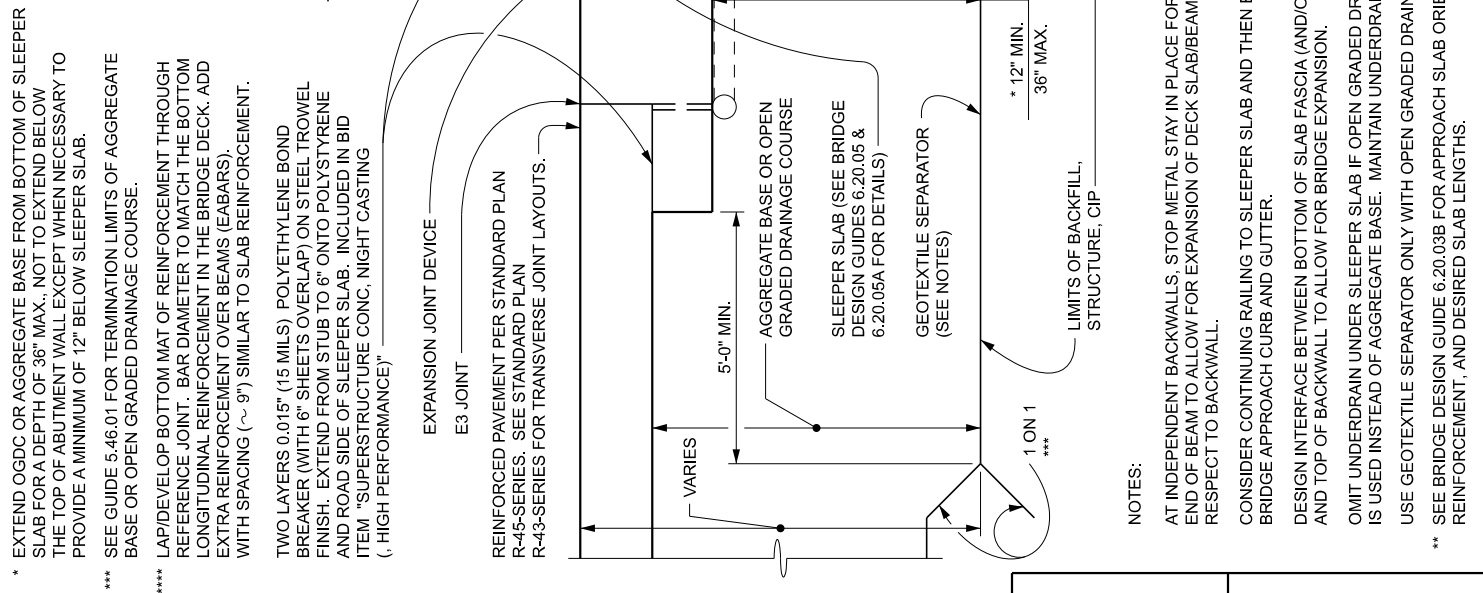 * EXTEND OGDC OR AGGREGATE BASE FROM BOTTOM OF SLEEPER
SLAB FOR A DEPTH OF 36" MAX., NOT TO EXTEND BELOW
THE TOP OF ABUTMENT WALL EXCEPT WHEN NECESSARY TO
PROVIDE A MINIMUM OF 12" BELOW SLEEPER SLAB.
*** SEE GUIDE 5.46.01 FOR TERMINATION LIMITS OF AGGREGATE
BASE OR OPEN GRADED DRAINAGE COURSE.
**** LAP/DEVELOP BOTTOM MAT OF REINFORCEMENT THROUGH
REFERENCE JOINT. BAR DIAMETER TO MATCH THE BOTTOM
LONGITUDINAL REINFORCEMENT IN THE BRIDGE DECK. ADD
EXTRA REINFORCEMENT OVER BEAMS (EABARS).
WITH SPACING (~ 9") SIMILAR TO SLAB REINFORCEMENT.
TWO LAYERS 0.015" (15 MILS) POLYETHYLENE BOND
BREAKER (WITH 6" SHEETS OVERLAP) ON STEEL TROWEL
FINISH. EXTEND FROM STUB TO 6" ONTO POLYSTYRENE
AND ROAD SIDE OF SLEEPER SLAB. INCLUDED IN BID
ITEM "SUPERSTRUCTURE CONC, NIGHT CASTING
(, HIGH PERFORMANCE)"
EXPANSION JOINT DEVICE
E3 JOINT
REINFORCED PAVEMENT PER STANDARD PLAN
R-45-SERIES. SEE STANDARD PLAN
R-43-SERIES FOR TRANSVERSE JOINT LAYOUTS.
VARIES
5'-0" MIN.
AGGREGATE BASE OR OPEN
GRADED DRAINAGE COURSE
SLEEPER SLAB (SEE BRIDGE
DESIGN GUIDES 6.20.05 &
6.20.05A FOR DETAILS)
GEOTEXTILE SEPARATOR
(SEE NOTES)
* 12" MIN.
36" MAX.
1 ON 1
***
LIMITS OF BACKFILL,
STRUCTURE, CIP
NOTES:
AT INDEPENDENT BACKWALLS, STOP METAL STAY IN PLACE FOR
END OF BEAM TO ALLOW FOR EXPANSION OF DECK SLAB/BEAM
RESPECT TO BACKWALL.
CONSIDER CONTINUING RAILING TO SLEEPER SLAB AND THEN
BRIDGE APPROACH CURB AND GUTTER.
DESIGN INTERFACE BETWEEN BOTTOM OF SLAB FASCIA (AND/O
AND TOP OF BACKWALL TO ALLOW FOR BRIDGE EXPANSION.
OMIT UNDERDRAIN UNDER SLEEPER SLAB IF OPEN GRADED DR
IS USED INSTEAD OF AGGREGATE BASE. MAINTAIN UNDERDRAI
USE GEOTEXTILE SEPARATOR ONLY WITH OPEN GRADED DRAIN
** SEE BRIDGE DESIGN GUIDE 6.20.03B FOR APPROACH SLAB ORIE
REINFORCEMENT, AND DESIRED SLAB LENGTHS.